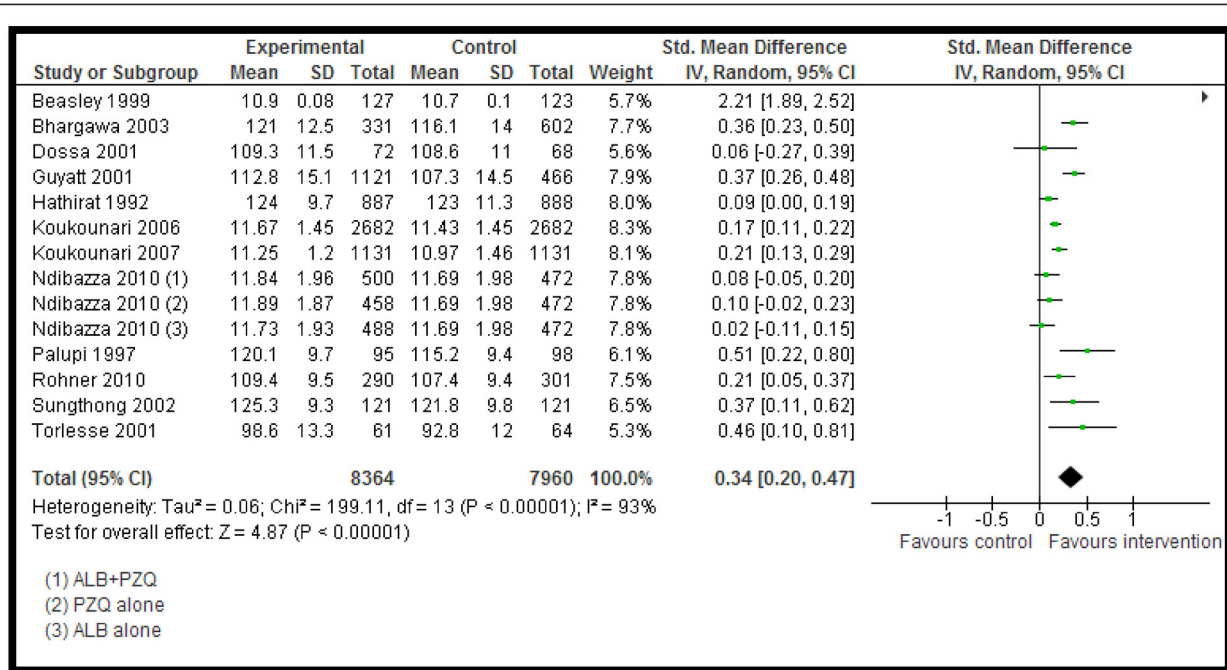 Experimental Control Std. Mean Difference Std. Mean Difference
Study or Subgroup Mean SD Total Mean SD Total Weight IV, Random, 95% CI IV, Random, 95% CI
Beasley 1999 10.9 0.08 127 10.7 0.1 123 5.7% 2.21 [1.89, 2.52]
Bhargawa 2003 121 12.5 331 116.1 14 602 7.7% 0.36 [0.23, 0.50]
Dossa 2001 109.3 11.5 72 108.6 11 68 5.6% 0.06 [-0.27, 0.39]
Guyatt 2001 112.8 15.1 1121 107.3 14.5 466 7.9% 0.37 [0.26, 0.48]
Hathirat 1992 124 9.7 887 123 11.3 888 8.0% 0.09 [0.00, 0.19]
Koukounari 2006 11.67 1.45 2682 11.43 1.45 2682 8.3% 0.17 [0.11, 0.22]
Koukounari 2007 11.25 1.2 1131 10.97 1.46 1131 8.1% 0.21 [0.13, 0.29]
Ndibazza 2010 (1) 11.84 1.96 500 11.69 1.98 472 7.8% 0.08 [-0.05, 0.20]
Ndibazza 2010 (2) 11.89 1.87 458 11.69 1.98 472 7.8% 0.10 [-0.02, 0.23]
Ndibazza 2010 (3) 11.73 1.93 488 11.69 1.98 472 7.8% 0.02 [-0.11, 0.15]
Palupi 1997 120.1 9.7 95 115.2 9.4 98 6.1% 0.51 [0.22, 0.80]
Rohner 2010 109.4 9.5 290 107.4 9.4 301 7.5% 0.21 [0.05, 0.37]
Sungthong 2002 125.3 9.3 121 121.8 9.8 121 6.5% 0.37 [0.11, 0.62]
Torlesse 2001 98.6 13.3 61 92.8 12 64 5.3% 0.46 [0.10, 0.81]
Total (95% CI) 8364 7960 100.0% 0.34 [0.20, 0.47]
Heterogeneity: Tau² = 0.06; Chi² = 199.11, df = 13 (P < 0.00001); I² = 93%
Test for overall effect: Z = 4.87 (P < 0.00001)
-1 -0.5 0 0.5 1
Favours control Favours intervention
(1) ALB+PZQ
(2) PZQ alone
(3) ALB alone